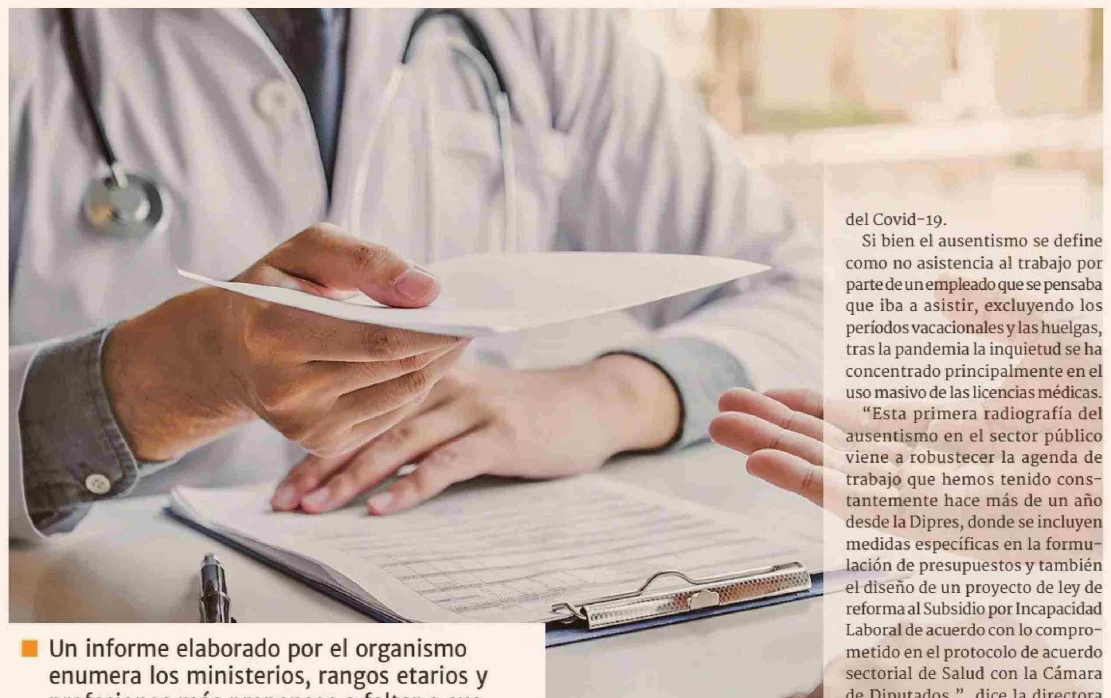 del Covid-19.
Si bien el ausentismo se define
como no asistencia al trabajo por
parte de un empleado que se pensaba
que iba a asistir, excluyendo los
períodos vacacionales y las huelgas,
tras la pandemia la inquietud se ha
concentrado principalmente en el
uso masivo de las licencias médicas.
“Esta primera radiografía del
ausentismo en el sector público
viene a robustecer la agenda de
trabajo que hemos tenido cons-
tantemente hace más de un año
desde la Dipres, donde se incluyen
medidas específicas en la formu-
lación de presupuestos y también
el diseño de un proyecto de ley de
reforma al Subsidio por Incapacidad
Laboral de acuerdo con lo compro-
metido en el protocolo de acuerdo
sectorial de Salud con la Cámara
de Diputados.”, dice la directora
Un informe elaborado por el organismo
enumera los ministerios, rangos etarios y